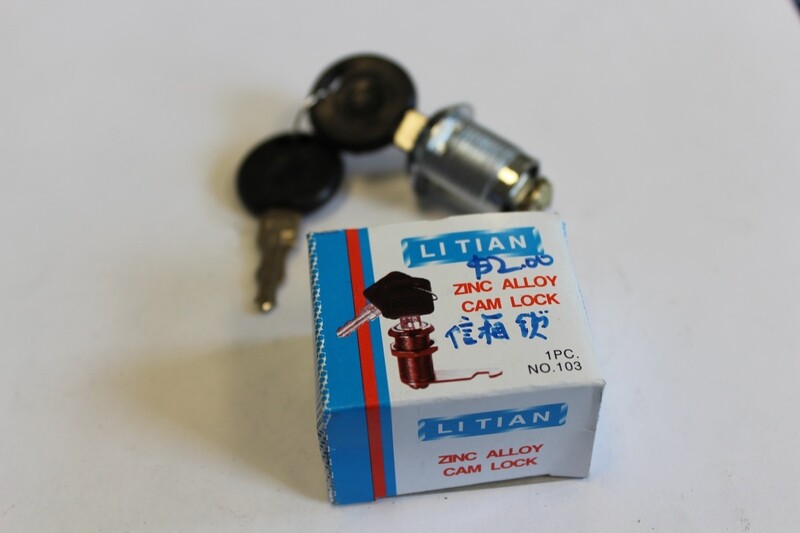 LI TIAN
$2.00
ZINC ALLOY
CAM LOCK
信箱锁
1PC.
NO.103
LI TIAN
ZINC ALLOY
CAM LOCK